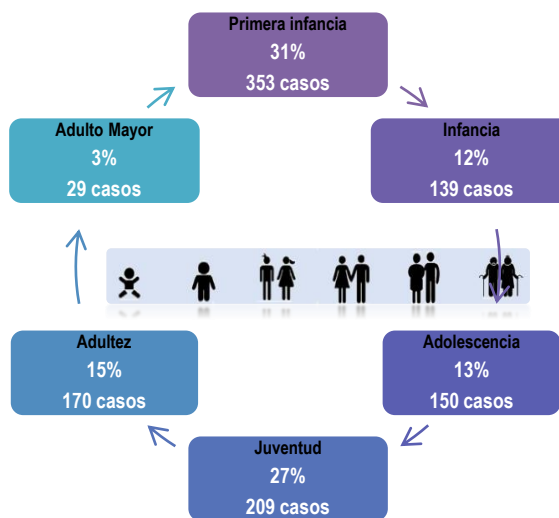 Primera infancia
31%
353 casos
Infancia
12%
139 casos
Adolescencia
13%
150 casos
Juventud
27%
209 casos
Adultez
15%
170 casos
Adulto Mayor
3%
29 casos